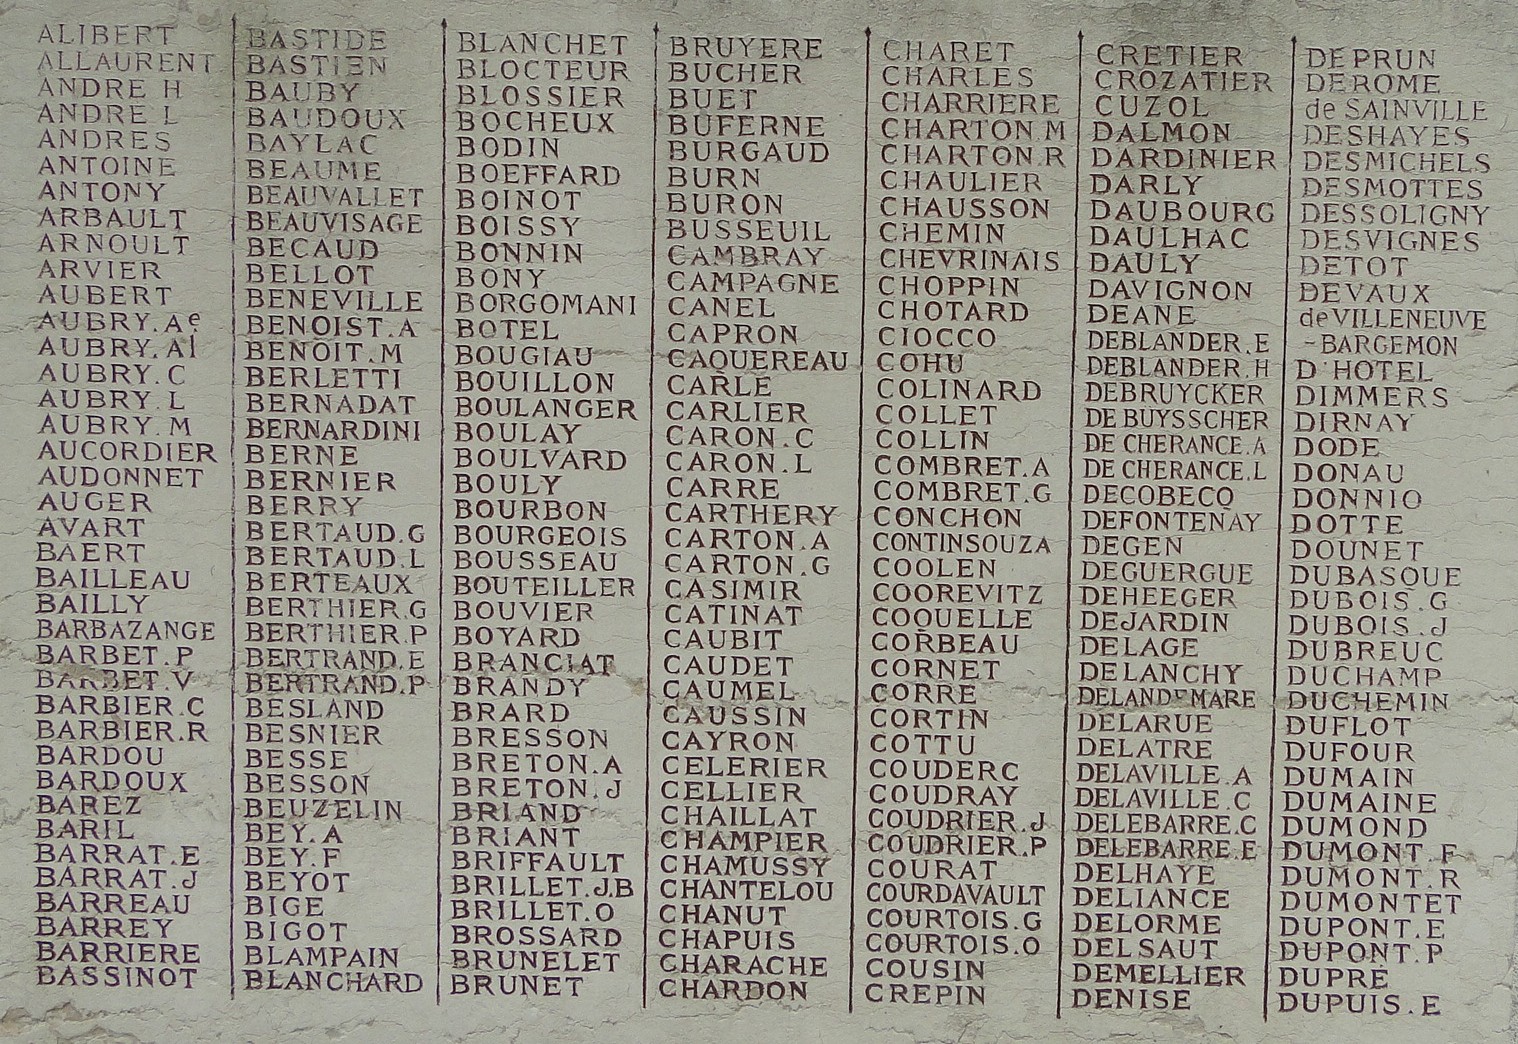 ALIBERT
ALLAURENT
ANDRE H
ANDRE L
ANDRES
ANTOINE
ANTONY
ARBAULT
ARNOULT
ARVIER
AUBERT
AUBRY.Ae
AUBRY.Al
AUBRY.C
AUBRY.L
AUBRY.M
AUCORDIER
AUDONNET
AUGER
AVART
BAERT
BAILLEAU
BAILLY
BARBAZANGE
BARBET.P
BARBET.V
BARBIER.C
BARBIER.R
BARDOU
BARDOUX
BAREZ
BARIL
BARRAT.E
BARRAT.J
BARREAU
BARREY
BARRIERE
BASSINOT
BASTIDE
BASTIEN
BAUBY
BAUDOUX
BAYLAC
BEAUME
BEAUVALLET
BEAUVISAGE
BECAUD
BELLOT
BENEVILLE
BENOIST.A
BENOIT.M
BERLETTI
BERNADAT
BERNARDINI
BERNE
BERNIER
BERRY
BERTAUD.G
BERTAUD.L
BERTEAUX
BERTHIER.G
BERTHIER.P
BERTRAND.E
BERTRAND.P
BESLAND
BESNIER
BESSE
BESSON
BEUZELIN
BEY.A
BEY.F
BEYOT
BIGE
BIGOT
BLAMPAIN
BLANCHARD
BLANCHET
BLOCTEUR
BLOSSIER
BOCHEUX
BODIN
BOEFFARD
BOINOT
BOISSY
BONNIN
BONY
BORGOMANI
BOTEL
BOUGIAU
BOUILLON
BOULANGER
BOULAY
BOULVARD
BOULY
BOURBON
BOURGEOIS
BOUSSEAU
BOUTEILLER
BOUVIER
BOYARD
BRANCIAT
BRANDY
BRARD
BRESSON
BRETON.A
BRETON.J
BRIAND
BRIANT
BRIFFAULT
BRILLET.J.B
BRILLET.O
BROSSARD
BRUNELET
BRUNET
BRUYERE
BUCHER
BUET
BUFERNE
BURGAUD
BURN
BURON
BUSSEUIL
CAMBRAY
CAMPAGNE
CANEL
CAPRON
CAQUEREAU
CARLE
CARLIER
CARON.C
CARON.L
CARRE
CARTHERY
CARTON.A
CARTON.G
CASIMIR
CATINAT
CAUBIT
CAUDET
CAUMEL
CAUSSIN
CAYRON
CELERIER
CELLIER
CHAILLAT
CHAMPIER
CHAMUSSY
CHANTELOU
CHANUT
CHAPUIS
CHARACHE
CHARDON
CHARET
CHARLES
CHARRIERE
CHARTON.M
CHARTON.R
CHAULIER
CHAUSSON
CHEMIN
CHEVRINAIS
CHOPPIN
CHOTARD
CIOCCO
COHU
COLINARD
COLLET
COLLIN
COMBRET.A
COMBRET.G
CONCHON
CONTINSOUZA
COOLEN
COOREVITZ
COQUELLE
CORBEAU
CORNET
CORRE
CORTIN
COTTU
COUDERC
COUDRAY
COUDRIER.J
COUDRIER.P
COURAT
COURDAVAULT
COURTOIS.G
COURTOIS.O
COUSIN
CREPIN
CRETIER
CROZATIER
CUZOL
DALMON
DARDINIER
DARLY
DAUBOURG
DAULHAC
DAULY
DAVIGNON
DEANE
DEBLANDER.E
DEBLANDER.H
DEBRUYCKER
DE BUYSSCHER
DE CHERANCE.A
DE CHERANCE.L
DECOBECQ
DEFONTENAY
DEGEN
DEGUERGUE
DEHEEGER
DEJARDIN
DELAGE
DELANCHY
DELANDEMARE
DELARUE
DELATRE
DELAVILLE.A
DELAVILLE.C
DELEBARRE.C
DELEBARRE.E
DELHAYE
DELIANCE
DELORME
DELSAUT
DEMELLIER
DENISE
DEPRUN
DEROME
de SAINVILLE
DESHAYES
DESMICHELS
DESMOTTES
DESSOLIGNY
DESVIGNES
DETOT
DEVAUX
de VILLENEUVE
-BARGEMON
D'HOTEL
DIMMERS
DIRNAY
DODE
DONAU
DONNIO
DOTTE
DOUNET
DUBASQUE
DUBOIS.G
DUBOIS.J
DUBREUC
DUCHAMP
DUCHEMIN
DUFLOT
DUFOUR
DUMAIN
DUMAINE
DUMOND
DUMONT.F
DUMONT.R
DUMONTET
DUPONT.E
DUPONT.P
DUPRÉ
DUPUIS.E